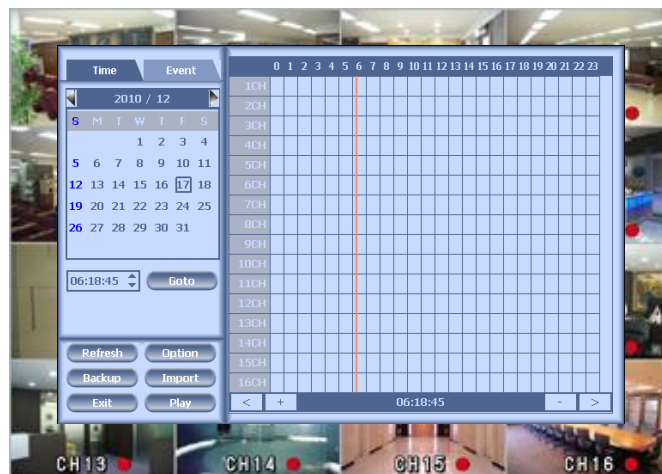 Time Event
2010 / 12
S M T W T F S
1 2 3 4
5 6 7 8 9 10 11
12 13 14 15 16 17 18
19 20 21 22 23 24 25
26 27 28 29 30 31
06:18:45 Goto
Refresh Option
Backup Import
Exit Play
0 1 2 3 4 5 6 7 8 9 10 11 12 13 14 15 16 17 18 19 20 21 22 23
1CH
2CH
3CH
4CH
5CH
6CH
7CH
8CH
9CH
10CH
11CH
12CH
13CH
14CH
15CH
16CH
< + 06:18:45 - >
CH13 CH14 CH15 CH16